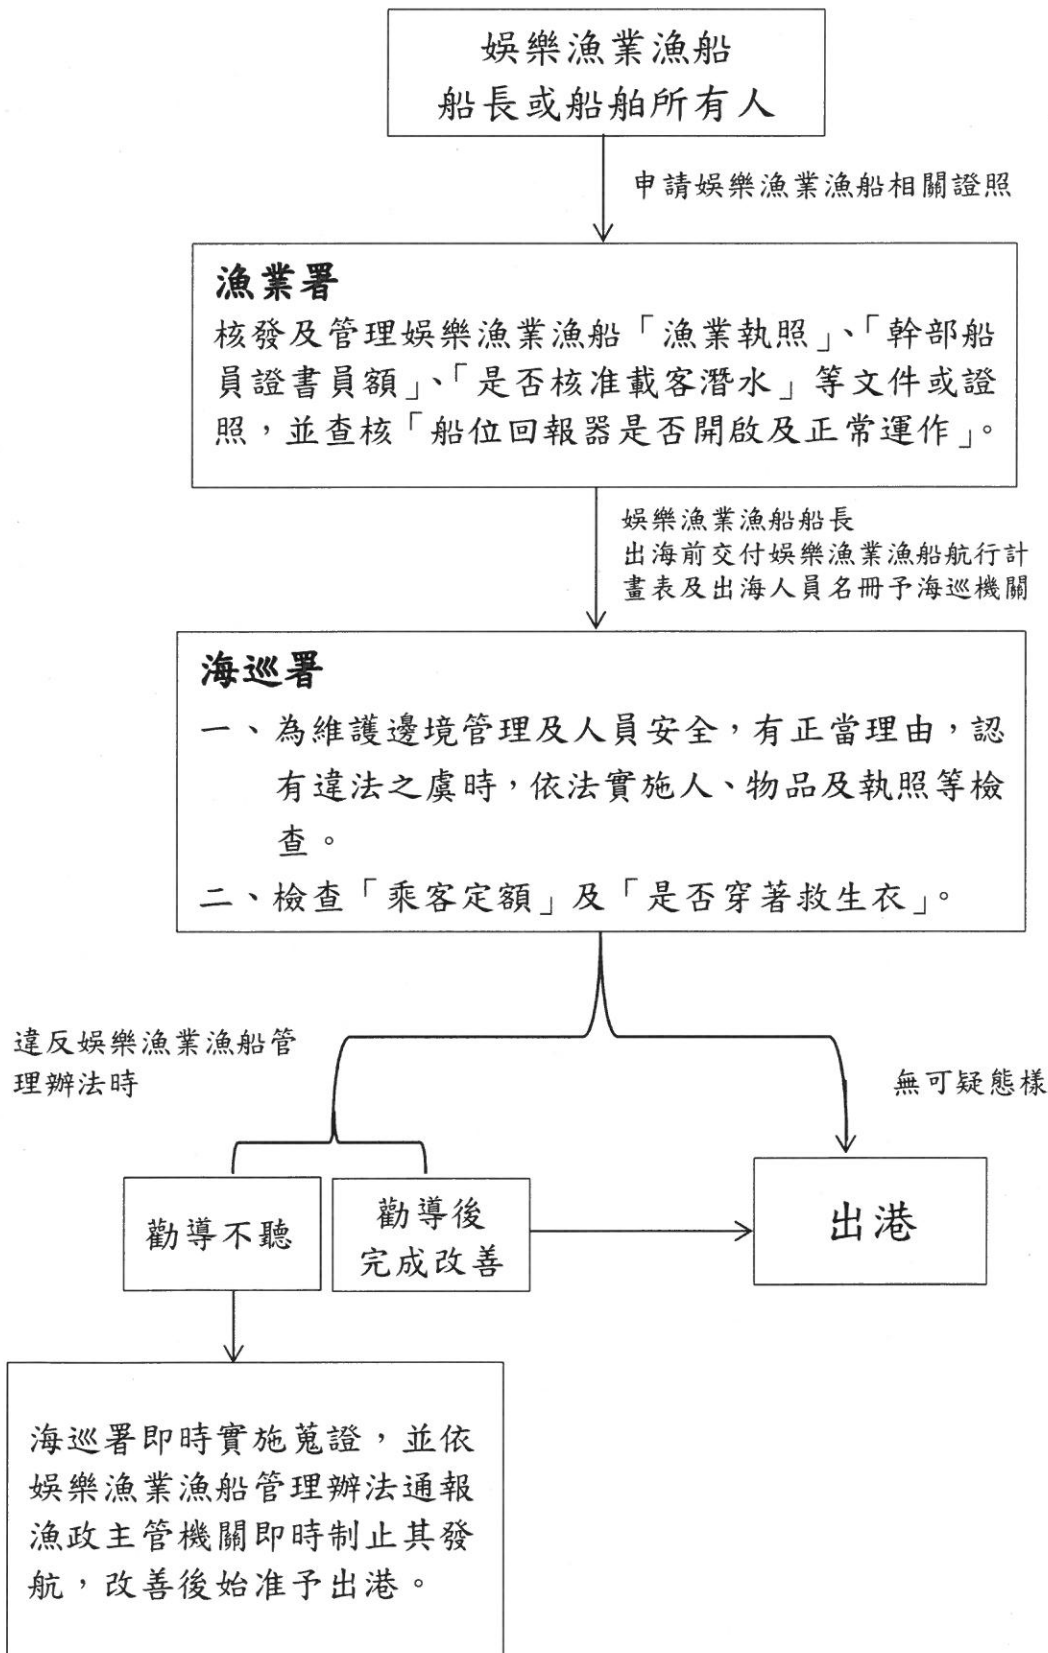 娛樂漁業漁船
船長或船舶所有人
申請娛樂漁業漁船相關證照
漁業署
核發及管理娛樂漁業漁船「漁業執照」、「幹部船
員證書員額」、「是否核准載客潛水」等文件或證
照，並查核「船位回報器是否開啟及正常運作」。
娛樂漁業漁船船長
出海前交付娛樂漁業漁船航行計
畫表及出海人員名冊予海巡機關
海巡署
一、為維護邊境管理及人員安全，有正當理由，認
有違法之虞時，依法實施人、物品及執照等檢
查。
二、檢查「乘客定額」及「是否穿著救生衣」。
違反娛樂漁業漁船管
理辦法時
無可疑態樣
勸導不聽
勸導後
完成改善
出港
海巡署即時實施蒐證，並依
娛樂漁業漁船管理辦法通報
漁政主管機關即時制止其發
航，改善後始准予出港。